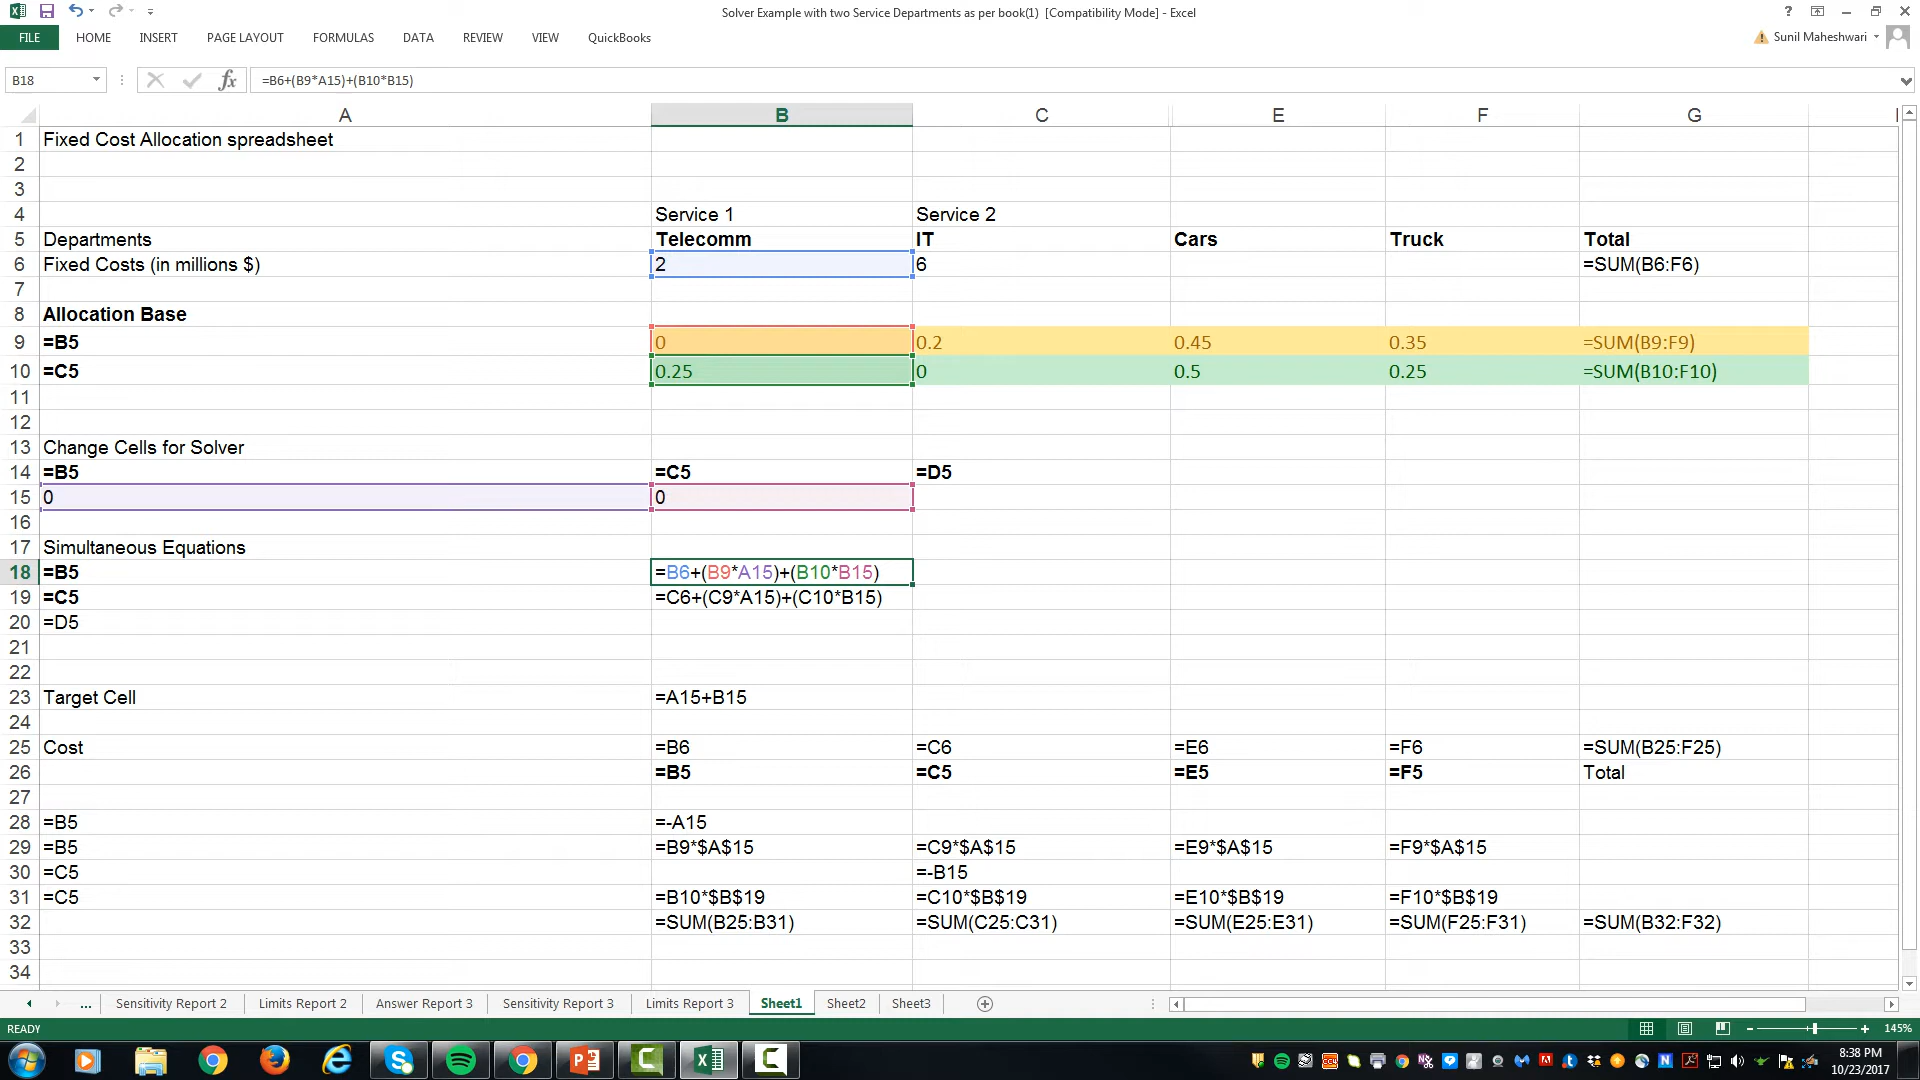 Solver Example with two Service Departments as per book(1) [Compatibility Mode] - Excel
FILE HOME INSERT PAGE LAYOUT FORMULAS DATA REVIEW VIEW QuickBooks Sunil Maheshwari
B18 fx =B6+(B9*A15)+(B10*B15)
A B C E F G
1 Fixed Cost Allocation spreadsheet
2
3
4 Service 1 Service 2
5 Departments Telecomm IT Cars Truck Total
6 Fixed Costs (in millions $) 2 6 =SUM(B6:F6)
7
8 Allocation Base
9 =B5 0 0.2 0.45 0.35 =SUM(B9:F9)
10 =C5 0.25 0 0.5 0.25 =SUM(B10:F10)
11
12
13 Change Cells for Solver
14 =B5 =C5 =D5
15 0 0
16
17 Simultaneous Equations
18 =B5 =B6+(B9*A15)+(B10*B15)
19 =C5 =C6+(C9*A15)+(C10*B15)
20 =D5
21
22
23 Target Cell =A15+B15
24
25 Cost =B6 =C6 =E6 =F6 =SUM(B25:F25)
26 =B5 =C5 =E5 =F5 Total
27
28 =B5 =-A15
29 =B5 =B9*$A$15 =C9*$A$15 =E9*$A$15 =F9*$A$15
30 =C5 =-B15
31 =C5 =B10*$B$19 =C10*$B$19 =E10*$B$19 =F10*$B$19
32 =SUM(B25:B31) =SUM(C25:C31) =SUM(E25:E31) =SUM(F25:F31) =SUM(B32:F32)
33
34
... Sensitivity Report 2 Limits Report 2 Answer Report 3 Sensitivity Report 3 Limits Report 3 Sheet1 Sheet2 Sheet3
READY 145%
8:38 PM
10/23/2017